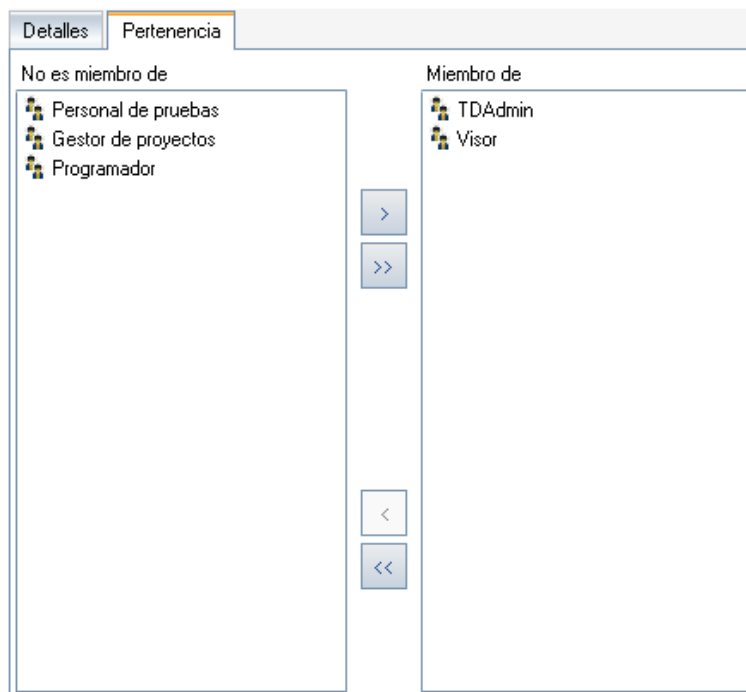 Detalles
Pertenencia
No es miembro de
Personal de pruebas
Gestor de proyectos
Programador
>
>>
<
<<
Miembro de
TDAdmin
Visor